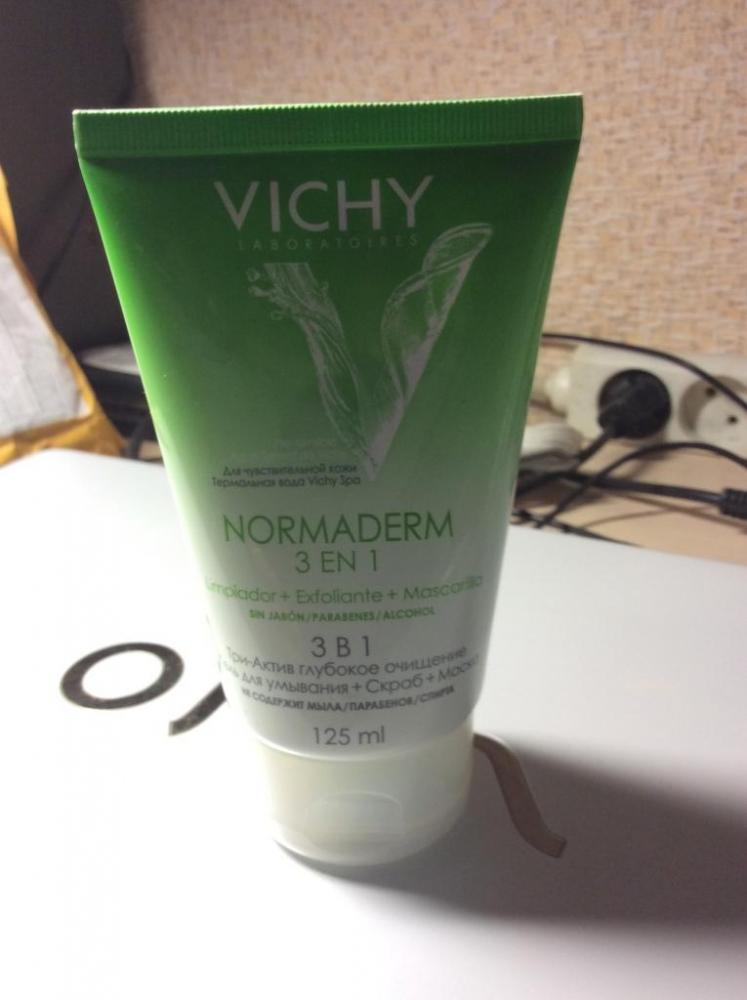 VICHY
LABORATOIRES
Для чувствительной кожи
Термальная вода Vichy Spa
NORMADERM
3 EN 1
Limpiador + Exfoliante + Mascarilla
SIN JABÓN/PARABENES/ALCOHOL
3 В 1
Три-Актив глубокое очищение
Гель для умывания + Скраб + Маска
НЕ СОДЕРЖИТ МЫЛА/ПАРАБЕНОВ/СПИРТА
125 ml